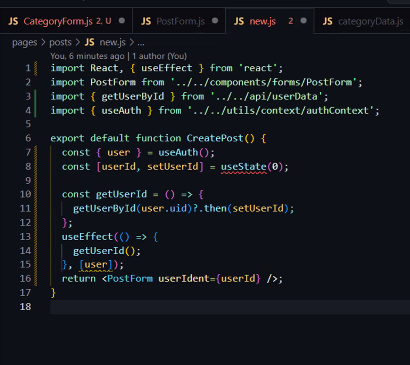 JS CategoryForm.js 2, U
JS PostForm.js
JS new.js 2
JS categoryData.js
pages > posts > JS new.js > ...
You, 6 minutes ago | 1 author (You)
1 import React, { useEffect } from 'react';
2 import PostForm from '../../components/forms/PostForm';
3 import { getUserById } from '../../api/userData';
4 import { useAuth } from '../../utils/context/authContext';
5
6 export default function CreatePost() {
7 const { user } = useAuth();
8 const [userId, setUserId] = useState(0);
9
10 const getUserId = () => {
11 getUserById(user.uid)?.then(setUserId);
12 };
13 useEffect(() => {
14 getUserId();
15 }, [user]);
16 return <PostForm userIdent={userId} />;
17 }
18